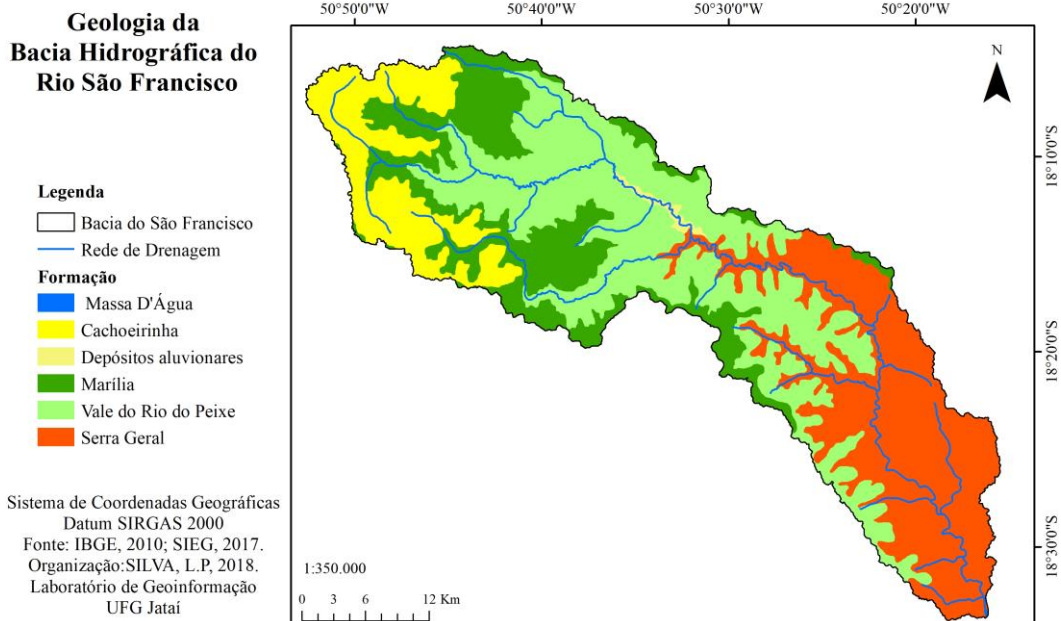 Geologia da
Bacia Hidrográfica do
Rio São Francisco
Legenda
Bacia do São Francisco
Rede de Drenagem
Formação
Massa D'Água
Cachoeirinha
Depósitos aluvionares
Marília
Vale do Rio do Peixe
Serra Geral
Sistema de Coordenadas Geográficas
Datum SIRGAS 2000
Fonte: IBGE, 2010; SIEG, 2017.
Organização:SILVA, L.P, 2018.
Laboratório de Geoinformação
UFG Jataí
50°50'0"W 50°40'0"W 50°30'0"W 50°20'0"W
N
18°10'0"S
18°20'0"S
18°30'0"S
1:350.000
0 3 6 12 Km